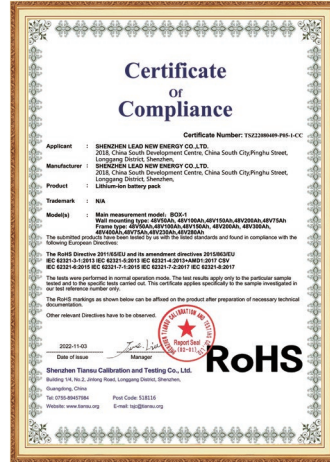 Certificate
OF
Compliance
Certificate Number: TSZ22080409-P05-1-CC
Applicant : SHENZHEN LEAD NEW ENERGY CO.,LTD.
2018, China South Development Centre, China South City,Pinghu Street,
Longgang District, Shenzhen,
Manufacturer : SHENZHEN LEAD NEW ENERGY CO.,LTD.
2018, China South Development Centre, China South City,Pinghu Street,
Longgang District, Shenzhen,
Product : Lithium-ion battery pack
Trademark : N/A
Model(s) : Main measurement model: BOX-1
Wall mounting type: 48V50Ah, 48V100Ah,48V150Ah,48V200Ah,48V75Ah
Frame type: 48V50Ah,48V100Ah,48V150Ah, 48V200Ah, 48V300Ah,
48V400Ah,48V75Ah,48V230Ah,48V280Ah
The submitted products have been tested by us with the listed standards and found in compliance with the
following European Directives:
The RoHS Directive 2011/65/EU and its amendment directives 2015/863/EU
IEC 62321-3-1:2013 IEC 62321-5:2013 IEC 62321-4:2013+AMD1:2017 CSV
IEC 62321-6:2015 IEC 62321-7-1:2015 IEC 62321-7-2:2017 IEC 62321-8:2017
The tests were performed in normal operation mode. The test results apply only to the particular sample
tested and to the specific tests carried out. This certificate applies specifically to the sample investigated in
our test reference number only.
The RoHS markings as shown below can be affixed on the product after preparation of necessary technical
documentation.
Other relevant Directives have to be observed.
2022-11-03
Date of issue
Manager
Report Seal
(03-01)
RoHS
Shenzhen Tiansu Calibration and Testing Co., Ltd.
Building 1/4, No.2, Jinlong Road, Longgang District, Shenzhen,
Guangdong, China
Tel: 0755-89457984 Post Code: 518116
Website: www.tiansu.org E-mail: tsjc@tiansu.org